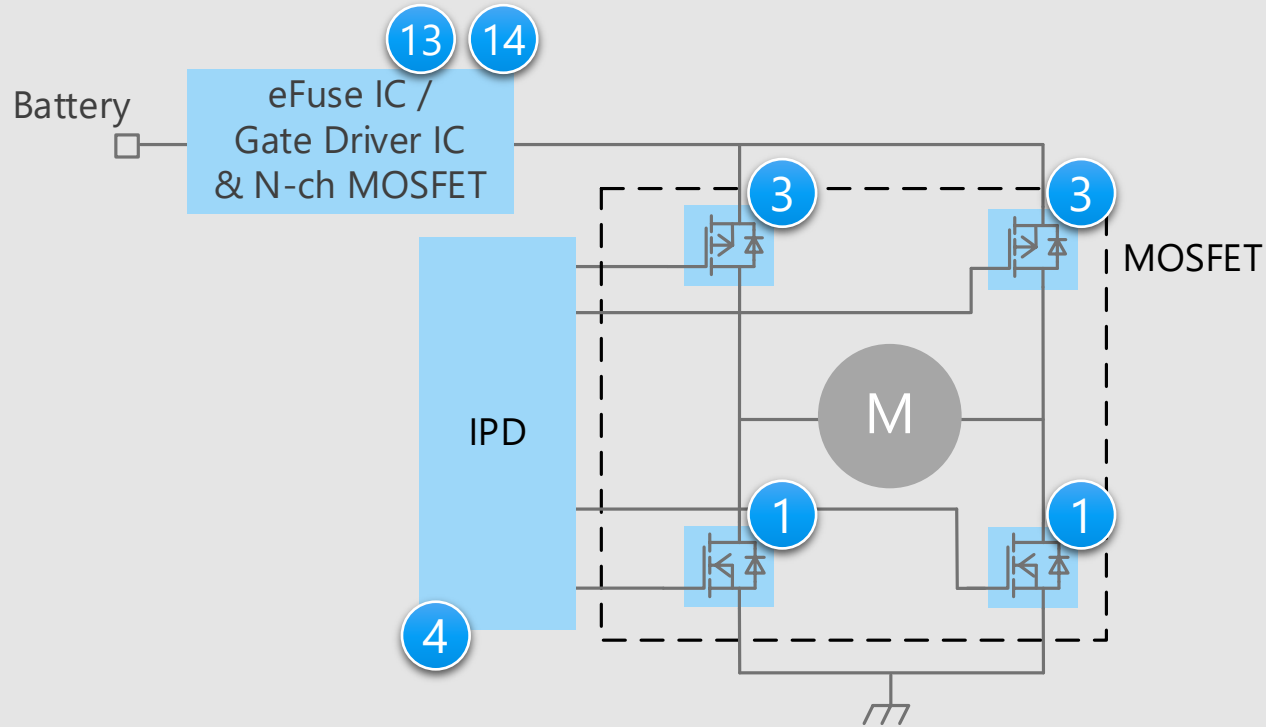 13 14
Battery
eFuse IC /
Gate Driver IC
& N-ch MOSFET
3 3
MOSFET
M
IPD
1 1
4